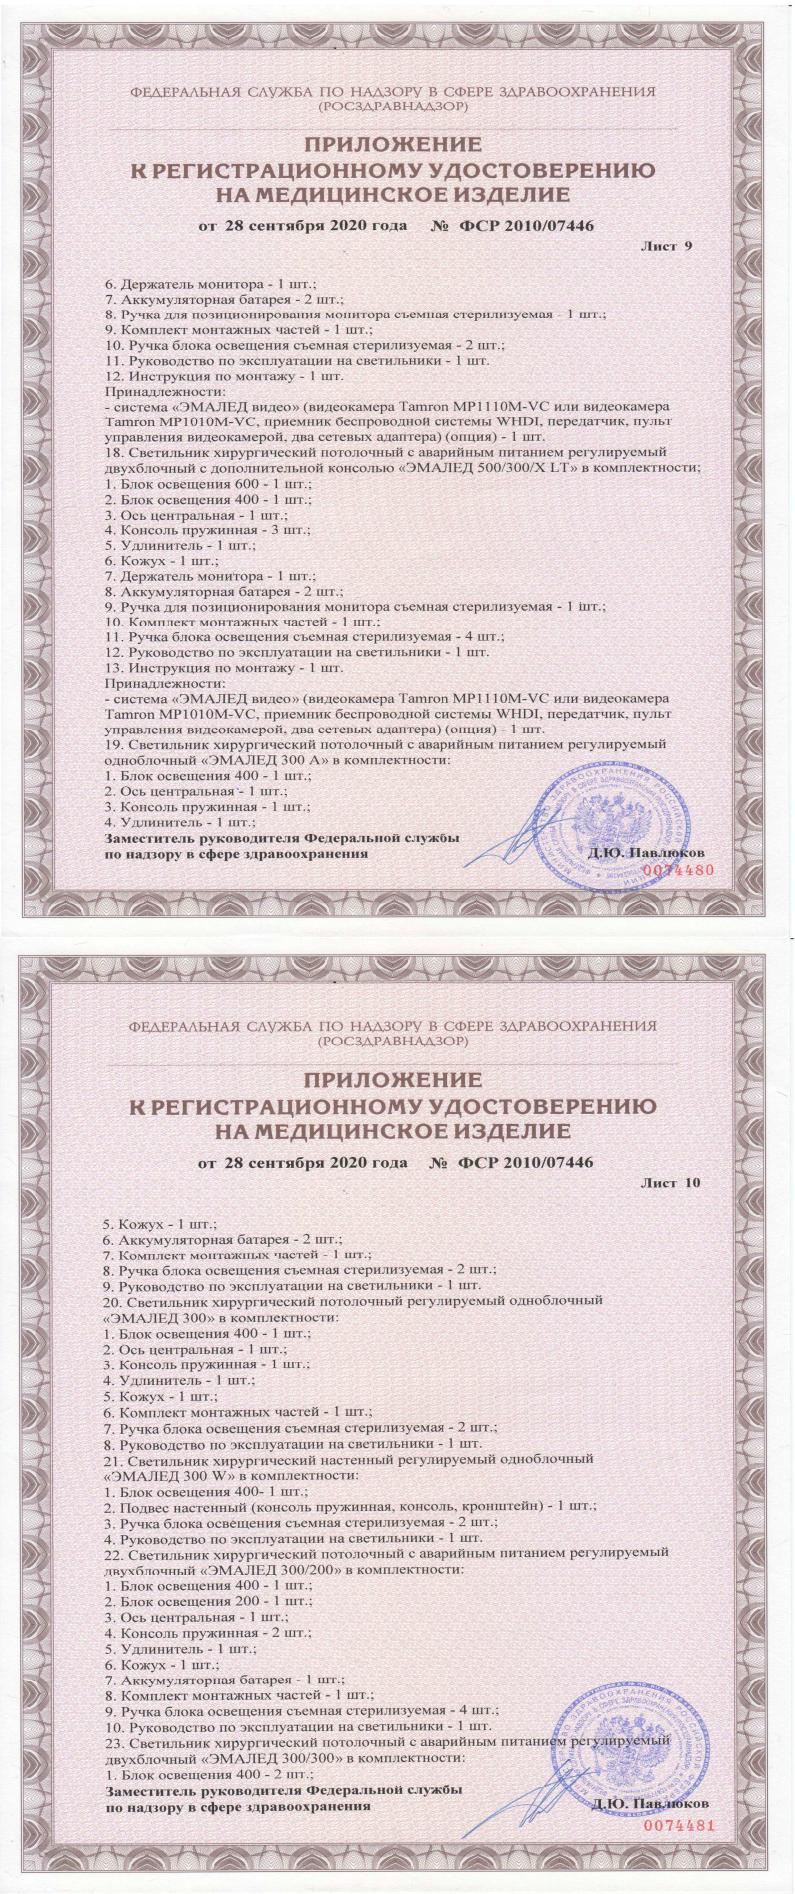 ФЕДЕРАЛЬНАЯ СЛУЖБА ПО НАДЗОРУ В СФЕРЕ ЗДРАВООХРАНЕНИЯ
(РОСЗДРАВНАДЗОР)
ПРИЛОЖЕНИЕ
К РЕГИСТРАЦИОННОМУ УДОСТОВЕРЕНИЮ
НА МЕДИЦИНСКОЕ ИЗДЕЛИЕ
от 28 сентября 2020 года № ФСР 2010/07446
Лист 9
6. Держатель монитора - 1 шт.;
7. Аккумуляторная батарея - 2 шт.;
8. Ручка для позиционирования монитора съемная стерилизуемая - 1 шт.;
9. Комплект монтажных частей - 1 шт.;
10. Ручка блока освещения съемная стерилизуемая - 2 шт.;
11. Руководство по эксплуатации на светильники - 1 шт.
12. Инструкция по монтажу - 1 шт.
Принадлежности:
- система «ЭМАЛЕД видео» (видеокамера Tamron MP1110M-VC или видеокамера
Tamron MP1010M-VC, приемник беспроводной системы WHDI, передатчик, пульт
управления видеокамерой, два сетевых адаптера) (опция) - 1 шт.
18. Светильник хирургический потолочный с аварийным питанием регулируемый
двухблочный с дополнительной консолью «ЭМАЛЕД 500/300/X LT» в комплектности;
1. Блок освещения 600 - 1 шт.;
2. Блок освещения 400 - 1 шт.;
3. Ось центральная - 1 шт.;
4. Консоль пружинная - 3 шт.;
5. Удлинитель - 1 шт.;
6. Кожух - 1 шт.;
7. Держатель монитора - 1 шт.;
8. Аккумуляторная батарея - 2 шт.;
9. Ручка для позиционирования монитора съемная стерилизуемая - 1 шт.;
10. Комплект монтажных частей - 1 шт.;
11. Ручка блока освещения съемная стерилизуемая - 4 шт.;
12. Руководство по эксплуатации на светильники - 1 шт.
13. Инструкция по монтажу - 1 шт.
Принадлежности:
- система «ЭМАЛЕД видео» (видеокамера Tamron MP1110M-VC или видеокамера
Tamron MP1010M-VC, приемник беспроводной системы WHDI, передатчик, пульт
управления видеокамерой, два сетевых адаптера) (опция) - 1 шт.
19. Светильник хирургический потолочный с аварийным питанием регулируемый
одноблочный «ЭМАЛЕД 300 А» в комплектности:
1. Блок освещения 400 - 1 шт.;
2. Ось центральная - 1 шт.;
3. Консоль пружинная - 1 шт.;
4. Удлинитель - 1 шт.;
Заместитель руководителя Федеральной службы
по надзору в сфере здравоохранения
Д.Ю. Павлюков
0074480
ФЕДЕРАЛЬНАЯ СЛУЖБА ПО НАДЗОРУ В СФЕРЕ ЗДРАВООХРАНЕНИЯ
(РОСЗДРАВНАДЗОР)
ПРИЛОЖЕНИЕ
К РЕГИСТРАЦИОННОМУ УДОСТОВЕРЕНИЮ
НА МЕДИЦИНСКОЕ ИЗДЕЛИЕ
от 28 сентября 2020 года № ФСР 2010/07446
Лист 10
5. Кожух - 1 шт.;
6. Аккумуляторная батарея - 2 шт.;
7. Комплект монтажных частей - 1 шт.;
8. Ручка блока освещения съемная стерилизуемая - 2 шт.;
9. Руководство по эксплуатации на светильники - 1 шт.
20. Светильник хирургический потолочный регулируемый одноблочный
«ЭМАЛЕД 300» в комплектности:
1. Блок освещения 400 - 1 шт.;
2. Ось центральная - 1 шт.;
3. Консоль пружинная - 1 шт.;
4. Удлинитель - 1 шт.;
5. Кожух - 1 шт.;
6. Комплект монтажных частей - 1 шт.;
7. Ручка блока освещения съемная стерилизуемая - 2 шт.;
8. Руководство по эксплуатации на светильники - 1 шт.
21. Светильник хирургический настенный регулируемый одноблочный
«ЭМАЛЕД 300 W» в комплектности:
1. Блок освещения 400- 1 шт.;
2. Подвес настенный (консоль пружинная, консоль, кронштейн) - 1 шт.;
3. Ручка блока освещения съемная стерилизуемая - 2 шт.;
4. Руководство по эксплуатации на светильники - 1 шт.
22. Светильник хирургический потолочный с аварийным питанием регулируемый
двухблочный «ЭМАЛЕД 300/200» в комплектности:
1. Блок освещения 400 - 1 шт.;
2. Блок освещения 200 - 1 шт.;
3. Ось центральная - 1 шт.;
4. Консоль пружинная - 2 шт.;
5. Удлинитель - 1 шт.;
6. Кожух - 1 шт.;
7. Аккумуляторная батарея - 1 шт.;
8. Комплект монтажных частей - 1 шт.;
9. Ручка блока освещения съемная стерилизуемая - 4 шт.;
10. Руководство по эксплуатации на светильники - 1 шт.
23. Светильник хирургический потолочный с аварийным питанием регулируемый
двухблочный «ЭМАЛЕД 300/300» в комплектности:
1. Блок освещения 400 - 2 шт.;
Заместитель руководителя Федеральной службы
по надзору в сфере здравоохранения
Д.Ю. Павлюков
0074481